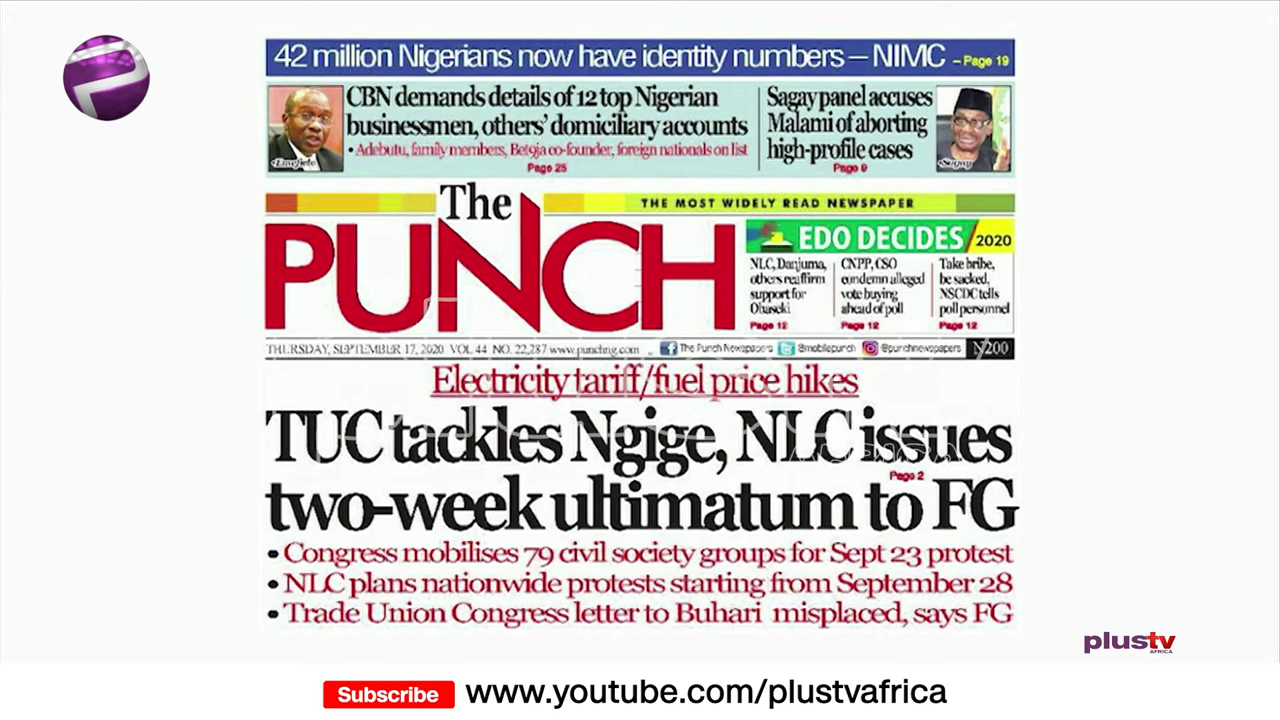 42 million Nigerians now have identity numbers – NIMC – Page 19
CBN demands details of 12 top Nigerian
businessmen, others' domiciliary accounts
• Adebutu, family members, Bet9ja co-founder, foreign nationals on list
Page 25
•Emefiele
Sagay panel accuses
Malami of aborting
high-profile cases
Page 9
•Sagay
The
PUNCH
THE MOST WIDELY READ NEWSPAPER
EDO DECIDES 2020
NLC, Danjuma,
others reaffirm
support for
Obaseki
Page 12
CNPP, CSO
condemn alleged
vote buying
ahead of poll
Page 12
Take bribe,
be sacked,
NSCDC tells
poll personnel
Page 12
THURSDAY, SEPTEMBER 17, 2020 VOL 44 NO. 22,287 www.punchng.com The Punch Newspapers @mobilepunch @punchnewspapers N200
Electricity tariff/fuel price hikes
TUC tackles Ngige, NLC issues
Page 2
two-week ultimatum to FG
• Congress mobilises 79 civil society groups for Sept 23 protest
• NLC plans nationwide protests starting from September 28
• Trade Union Congress letter to Buhari misplaced, says FG
plustv
AFRICA
Subscribe www.youtube.com/plustvafrica